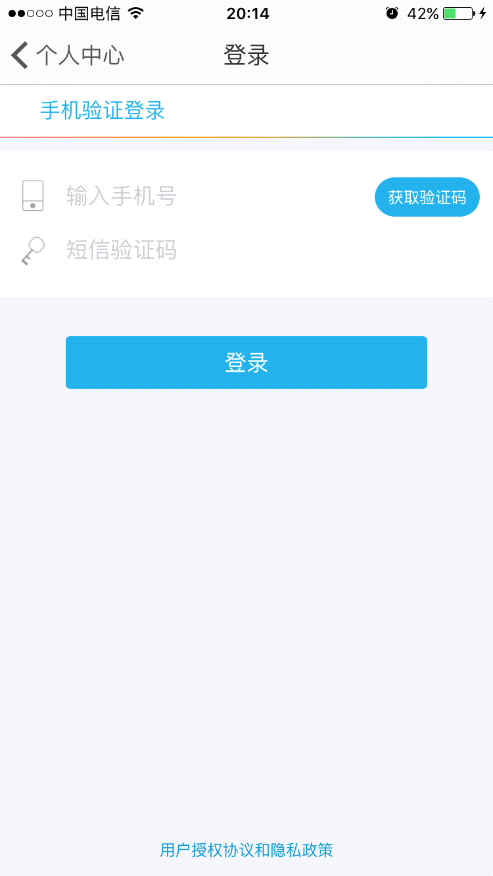 中国电信 20:14 42%
个人中心 登录
手机验证登录
输入手机号 获取验证码
短信验证码
登录
用户授权协议和隐私政策